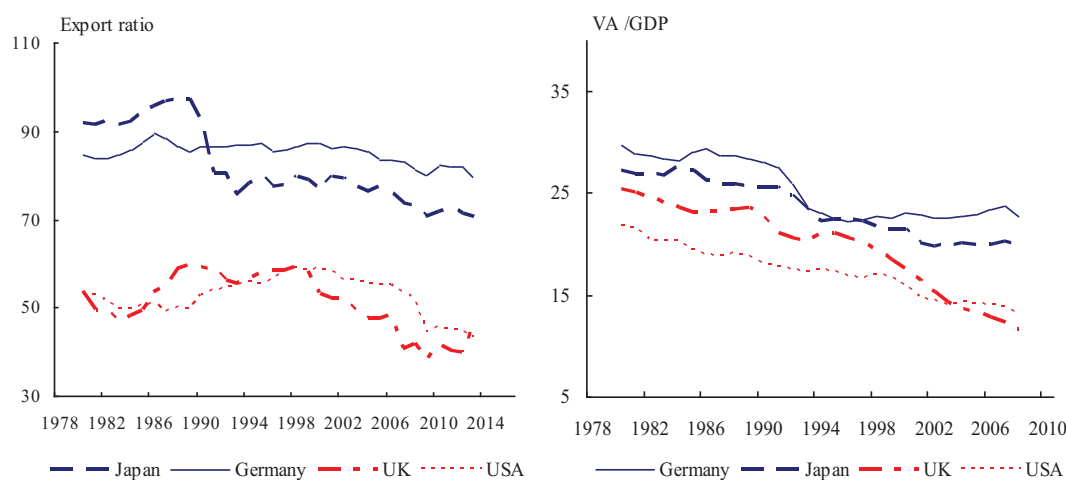 Export ratio
110
90
70
50
30
1978 1982 1986 1990 1994 1998 2002 2006 2010 2014
Japan Germany UK USA
VA /GDP
35
25
15
5
1978 1982 1986 1990 1994 1998 2002 2006 2010
Germany Japan UK USA